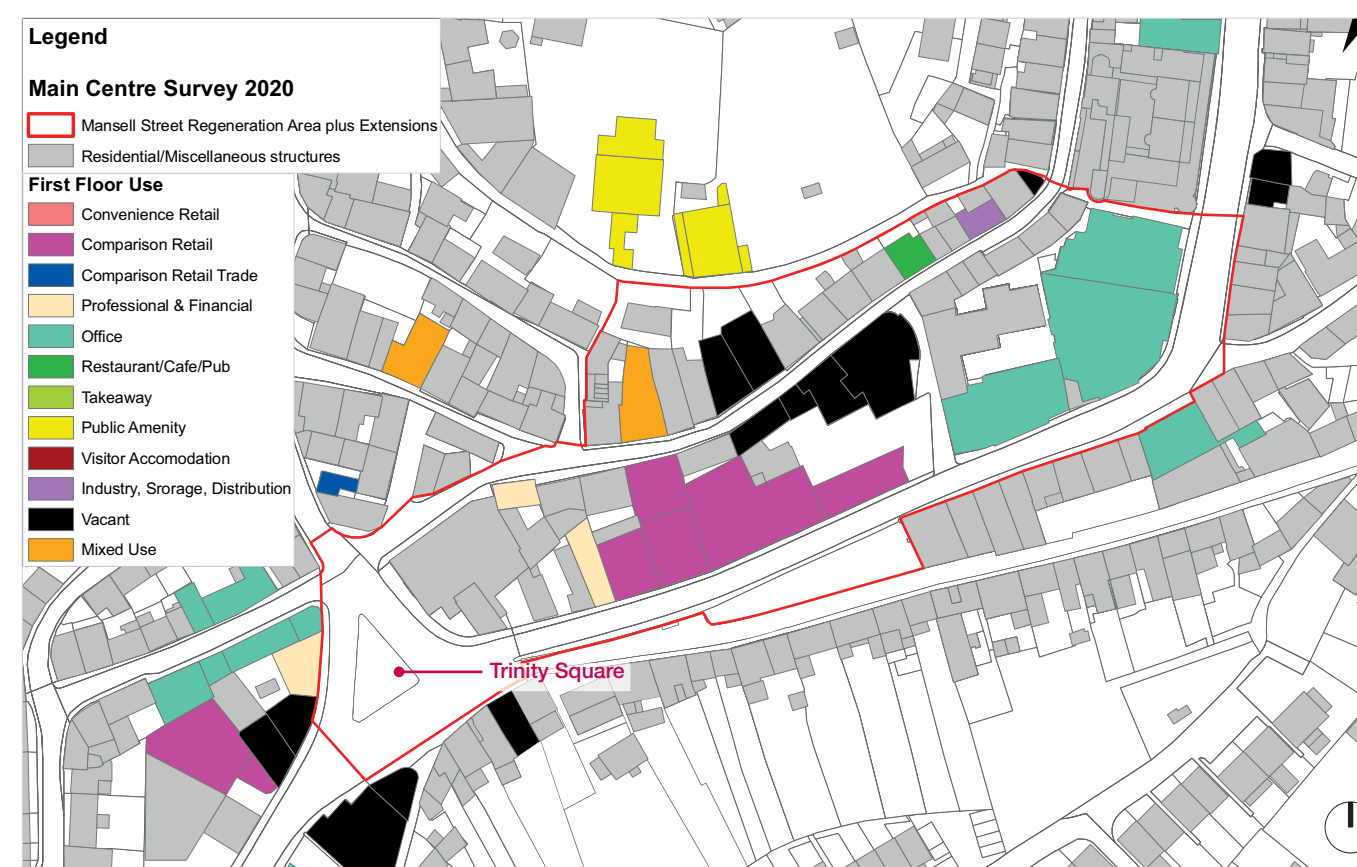 Legend
Main Centre Survey 2020
Mansell Street Regeneration Area plus Extensions
Residential/Miscellaneous structures
First Floor Use
Convenience Retail
Comparison Retail
Comparison Retail Trade
Professional & Financial
Office
Restaurant/Cafe/Pub
Takeaway
Public Amenity
Visitor Accomodation
Industry, Srorage, Distribution
Vacant
Mixed Use
Trinity Square